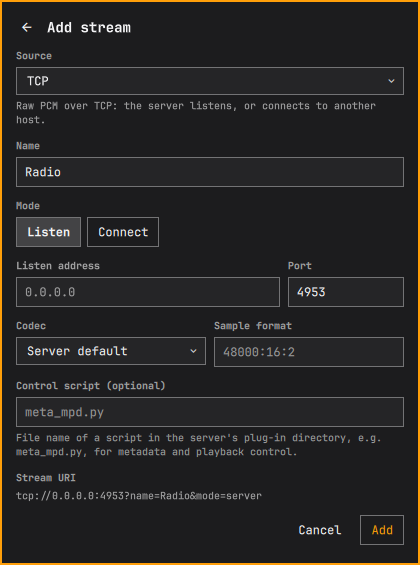 ← Add stream
Source
TCP
Raw PCM over TCP: the server listens, or connects to another
host.
Name
Radio
Mode
Listen Connect
Listen address Port
0.0.0.0 4953
Codec Sample format
Server default 48000:16:2
Control script (optional)
meta_mpd.py
File name of a script in the server's plug-in directory, e.g.
meta_mpd.py, for metadata and playback control.
Stream URI
tcp://0.0.0.0:4953?name=Radio&mode=server
Cancel Add